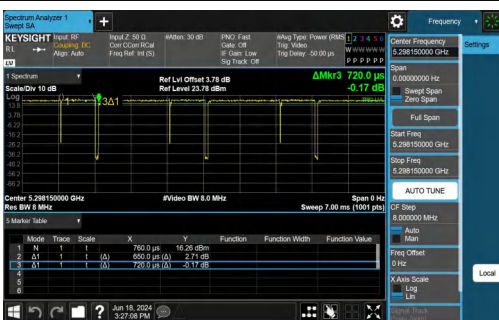 Spectrum Analyzer 1
Swept SA
Frequency
KEYSIGHT
RL
Input: RF
Coupling: DC
Align: Auto
Input Z: 50 Ω
Corr CCorr RCal
Freq Ref: Int (S)
#Atten: 30 dB
PNO: Fast
Gate: Off
IF Gain: Low
Sig Track: Off
#Avg Type: Power (RMS
Trig: Video
Trig Delay: -50.00 µs
1 2 3 4 5 6
W W W W W W
P P P P P P
LV
1 Spectrum
Scale/Div 10 dB
Ref Lvl Offset 3.78 dB
Ref Level 23.78 dBm
ΔMkr3 720.0 µs
-0.17 dB
Log
13.8
3.78
-6.22
-16.2
-26.2
-36.2
-46.2
-56.2
-66.2
3Δ1
Center 5.298150000 GHz
Res BW 8 MHz
#Video BW 8.0 MHz
Span 0 Hz
Sweep 7.00 ms (1001 pts)
5 Marker Table
Mode Trace Scale X Y Function Function Width Function Value
1 N 1 t 760.0 µs 16.26 dBm
2 Δ1 1 t (Δ) 650.0 µs (Δ) 2.71 dB
3 Δ1 1 t (Δ) 720.0 µs (Δ) -0.17 dB
4
5
6
Jun 18, 2024
3:27:08 PM
Center Frequency
5.298150000 GHz
Settings
Span
0.00000000 Hz
Swept Span
Zero Span
Full Span
Start Freq
5.298150000 GHz
Stop Freq
5.298150000 GHz
AUTO TUNE
CF Step
8.000000 MHz
Auto
Man
Freq Offset
0 Hz
X Axis Scale
Log
Lin
Signal Track
Local